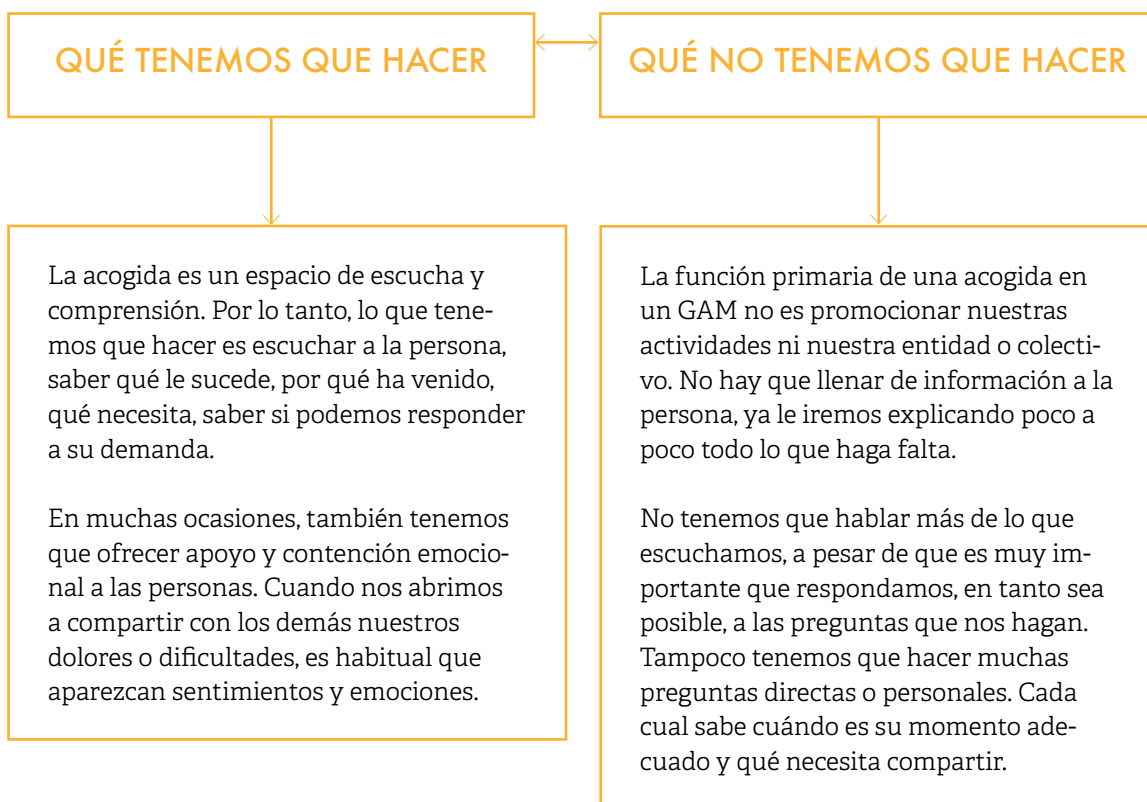 QUÉ TENEMOS QUE HACER
QUÉ NO TENEMOS QUE HACER
La acogida es un espacio de escucha y
comprensión. Por lo tanto, lo que tene-
mos que hacer es escuchar a la persona,
saber qué le sucede, por qué ha venido,
qué necesita, saber si podemos responder
a su demanda.
En muchas ocasiones, también tenemos
que ofrecer apoyo y contención emocio-
nal a las personas. Cuando nos abrimos
a compartir con los demás nuestros
dolores o dificultades, es habitual que
aparezcan sentimientos y emociones.
La función primaria de una acogida en
un GAM no es promocionar nuestras
actividades ni nuestra entidad o colecti-
vo. No hay que llenar de información a la
persona, ya le iremos explicando poco a
poco todo lo que haga falta.
No tenemos que hablar más de lo que
escuchamos, a pesar de que es muy im-
portante que respondamos, en tanto sea
posible, a las preguntas que nos hagan.
Tampoco tenemos que hacer muchas
preguntas directas o personales. Cada
cual sabe cuándo es su momento ade-
cuado y qué necesita compartir.